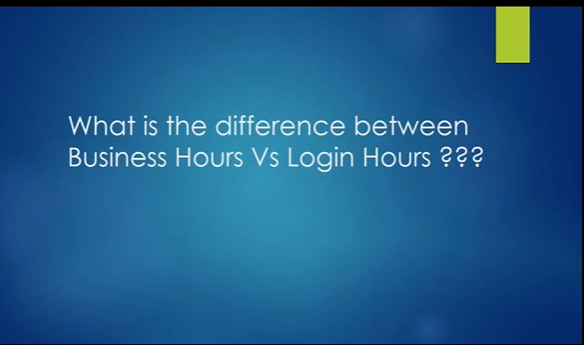 What is the difference between
Business Hours Vs Login Hours ???